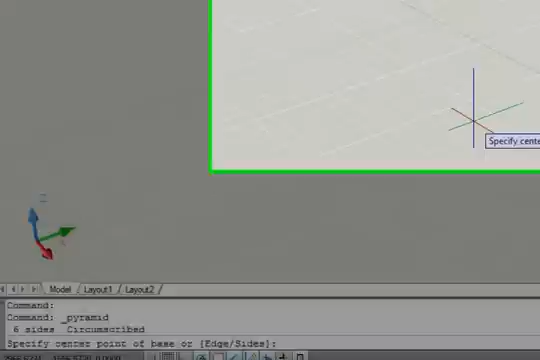 Specify cente
Z
Model Layout1 Layout2
Command:
Command: _pyramid
6 sides Circumscribed
Specify center point of base or [Edge/Sides]: